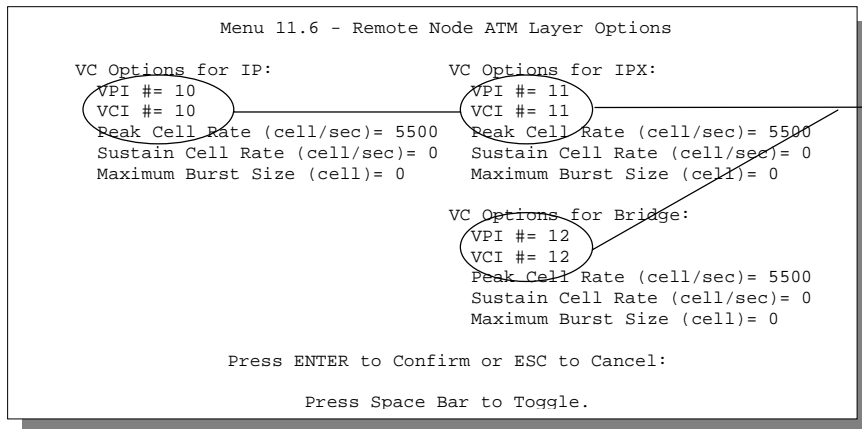 Menu 11.6 - Remote Node ATM Layer Options
VC Options for IP: VC Options for IPX:
VPI #= 10 VPI #= 11
VCI #= 10 VCI #= 11
Peak Cell Rate (cell/sec)= 5500 Peak Cell Rate (cell/sec)= 5500
Sustain Cell Rate (cell/sec)= 0 Sustain Cell Rate (cell/sec)= 0
Maximum Burst Size (cell)= 0 Maximum Burst Size (cell)= 0
VC Options for Bridge:
VPI #= 12
VCI #= 12
Peak Cell Rate (cell/sec)= 5500
Sustain Cell Rate (cell/sec)= 0
Maximum Burst Size (cell)= 0
Press ENTER to Confirm or ESC to Cancel:
Press Space Bar to Toggle.